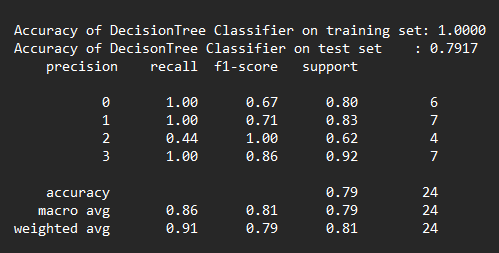 Accuracy of DecisionTree Classifier on training set: 1.0000
Accuracy of DecisonTree Classifier on test set    : 0.7917
precision recall f1-score support
0 1.00 0.67 0.80 6
1 1.00 0.71 0.83 7
2 0.44 1.00 0.62 4
3 1.00 0.86 0.92 7
accuracy 0.79 24
macro avg 0.86 0.81 0.79 24
weighted avg 0.91 0.79 0.81 24